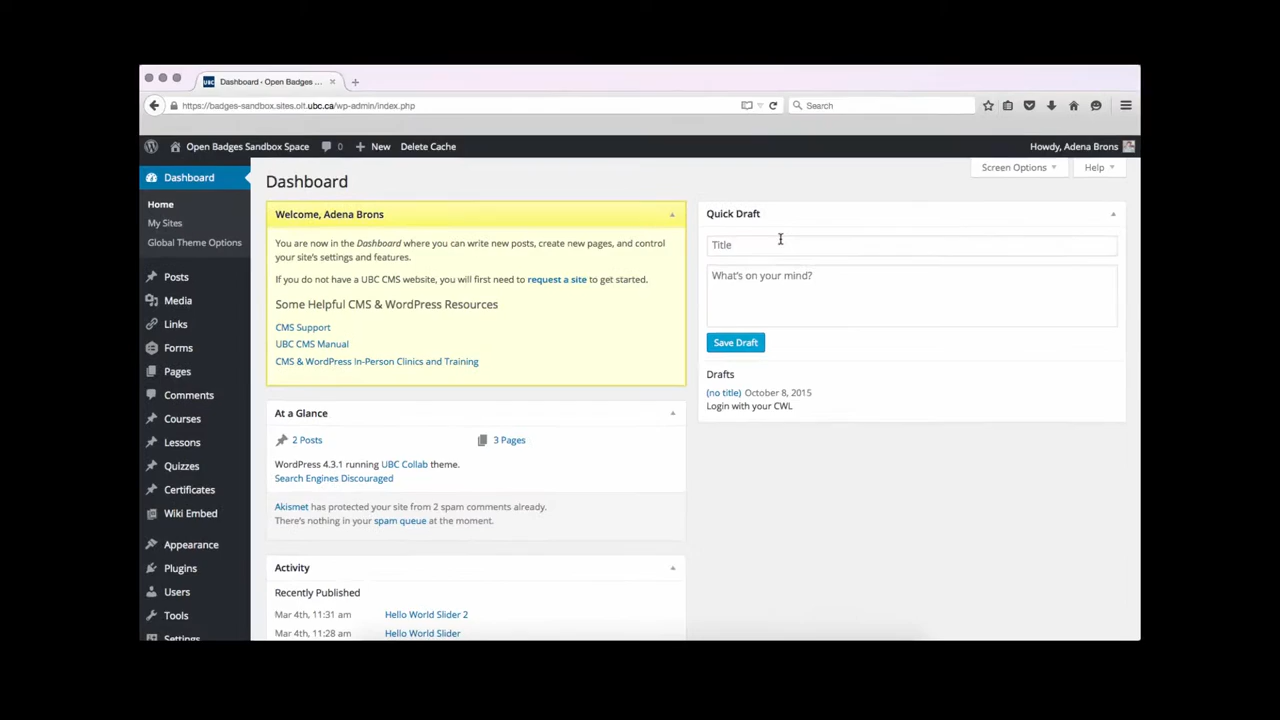 UBC Dashboard ‹ Open Badges ... × +
https://badges-sandbox.sites.olt.ubc.ca/wp-admin/index.php
Search
Open Badges Sandbox Space 0 + New Delete Cache
Howdy, Adena Brons
Screen Options
Help
Dashboard
Home
My Sites
Global Theme Options
Posts
Media
Links
Forms
Pages
Comments
Courses
Lessons
Quizzes
Certificates
Wiki Embed
Appearance
Plugins
Users
Tools
Settings
Dashboard
Welcome, Adena Brons
You are now in the Dashboard where you can write new posts, create new pages, and control
your site's settings and features.
If you do not have a UBC CMS website, you will first need to request a site to get started.
Some Helpful CMS & WordPress Resources
CMS Support
UBC CMS Manual
CMS & WordPress In-Person Clinics and Training
At a Glance
2 Posts
3 Pages
WordPress 4.3.1 running UBC Collab theme.
Search Engines Discouraged
Akismet has protected your site from 2 spam comments already.
There's nothing in your spam queue at the moment.
Activity
Recently Published
Mar 4th, 11:31 am Hello World Slider 2
Mar 4th, 11:28 am Hello World Slider
Quick Draft
Title
What's on your mind?
Save Draft
Drafts
(no title) October 8, 2015
Login with your CWL